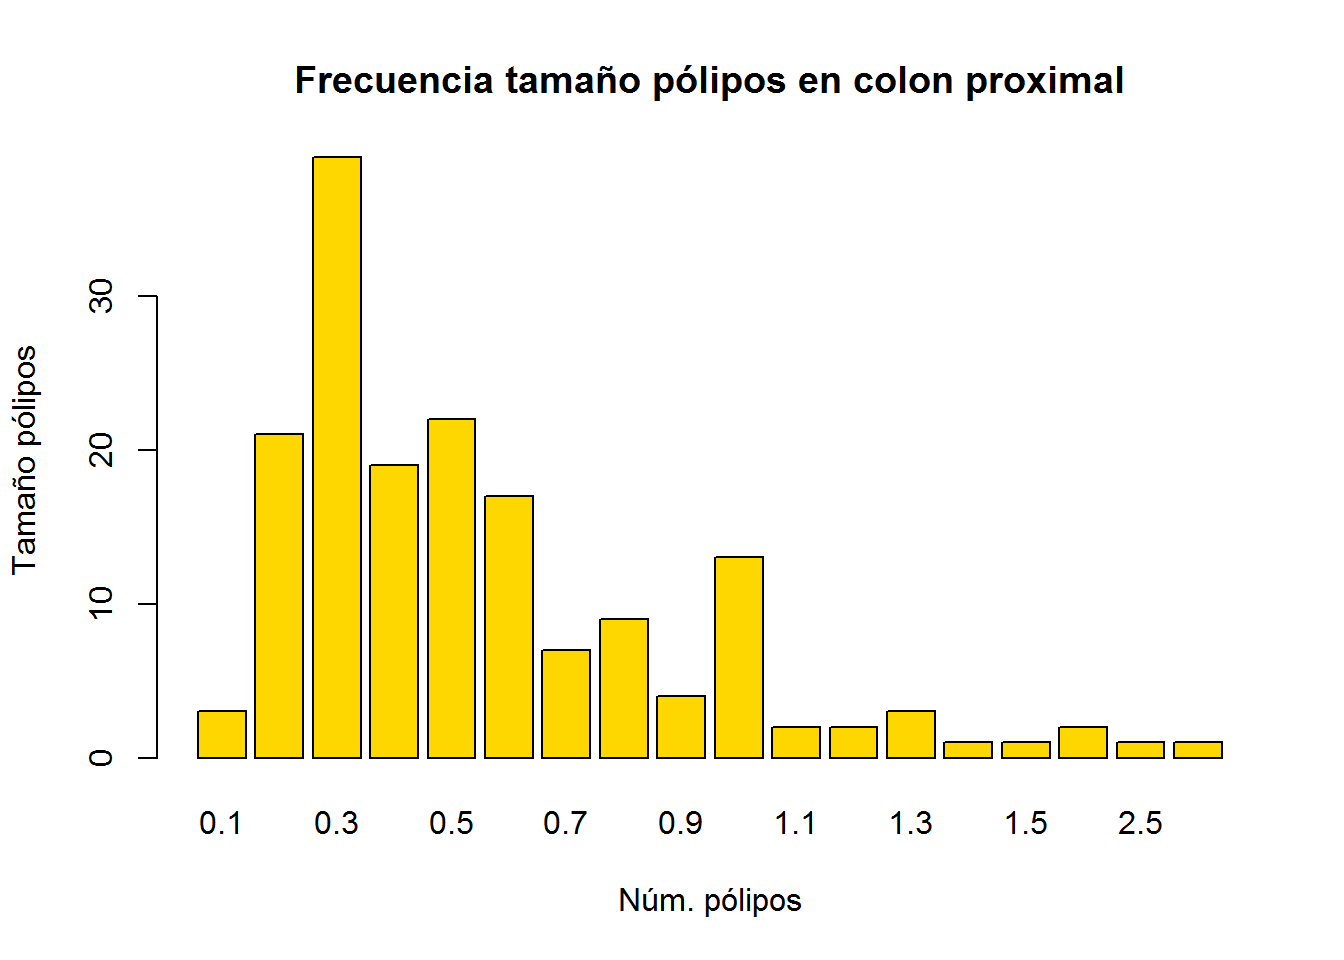 Frecuencia tamaño pólipos en colon proximal
Tamaño pólipos
30
20
10
0
0.1 0.3 0.5 0.7 0.9 1.1 1.3 1.5 2.5
Núm. pólipos